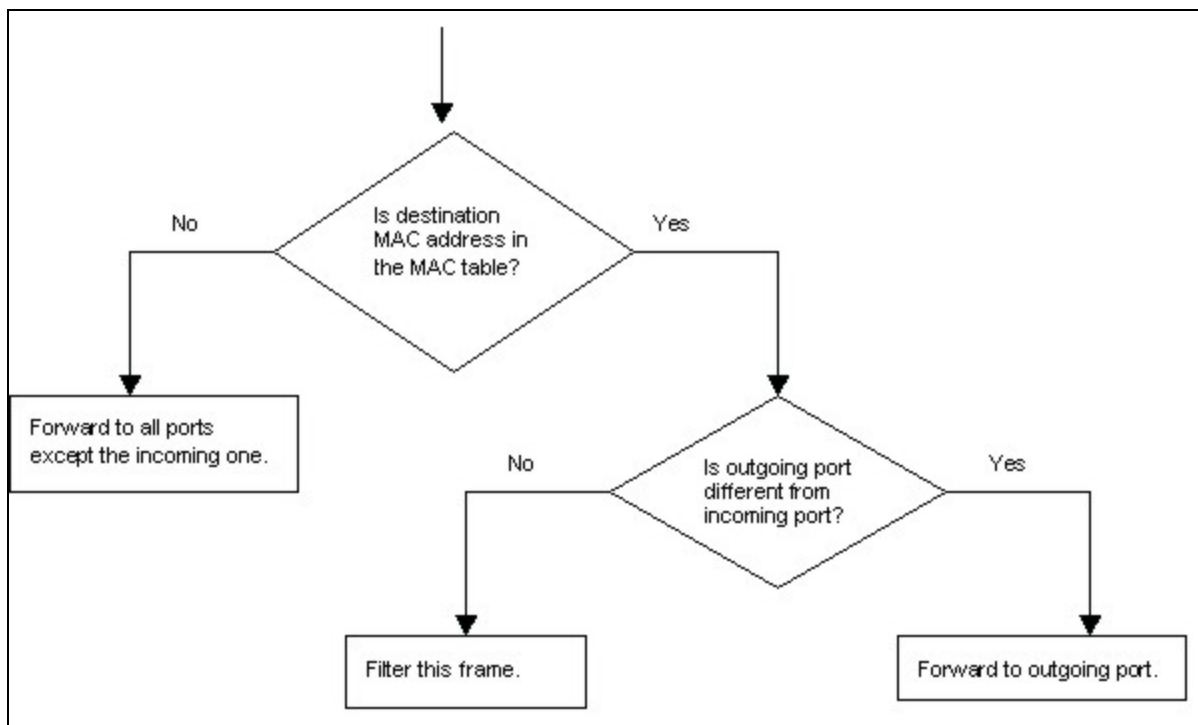 Is destination
MAC address in
the MAC table?
No
Yes
Forward to all ports
except the incoming one.
Is outgoing port
different from
incoming port?
No
Yes
Filter this frame.
Forward to outgoing port.